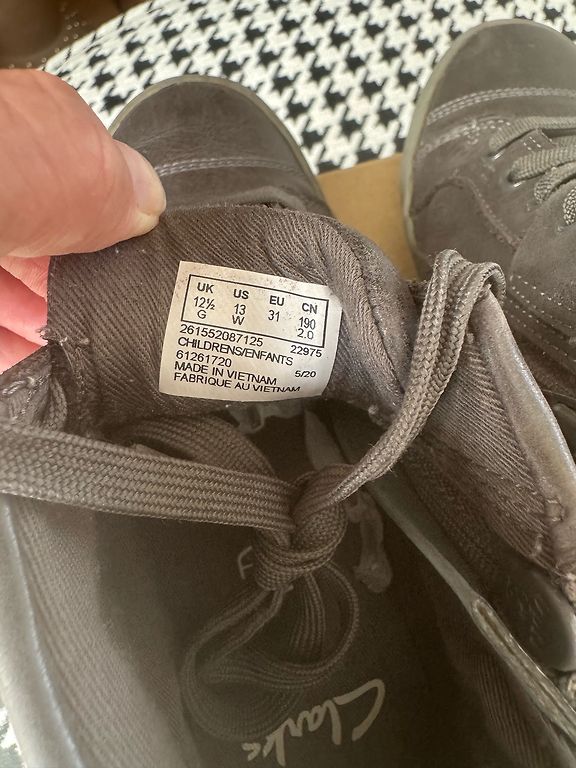 UK US EU CN
12½ 13 31 190
G W 2.0
261552087125 22975
CHILDRENS/ENFANTS
61261720 5/20
MADE IN VIETNAM
FABRIQUE AU VIETNAM
Clarks